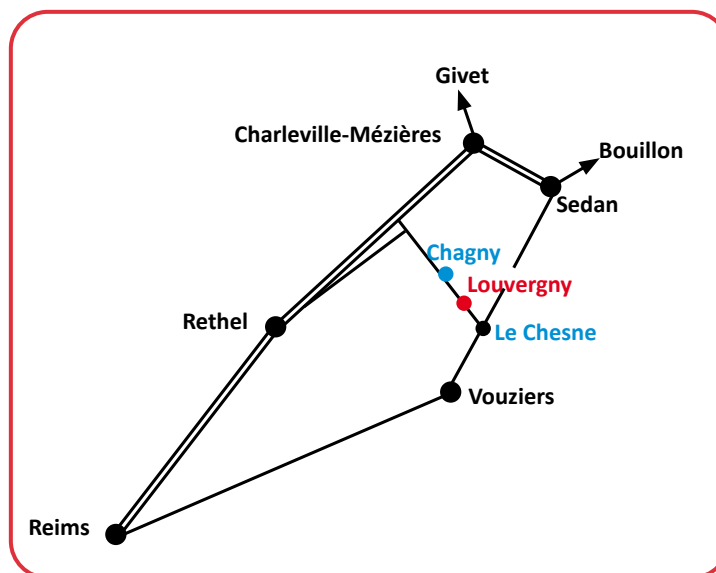 Givet
Charleville-Mézières
Bouillon
Sedan
Chagny
Louvergny
Rethel
Le Chesne
Vouziers
Reims